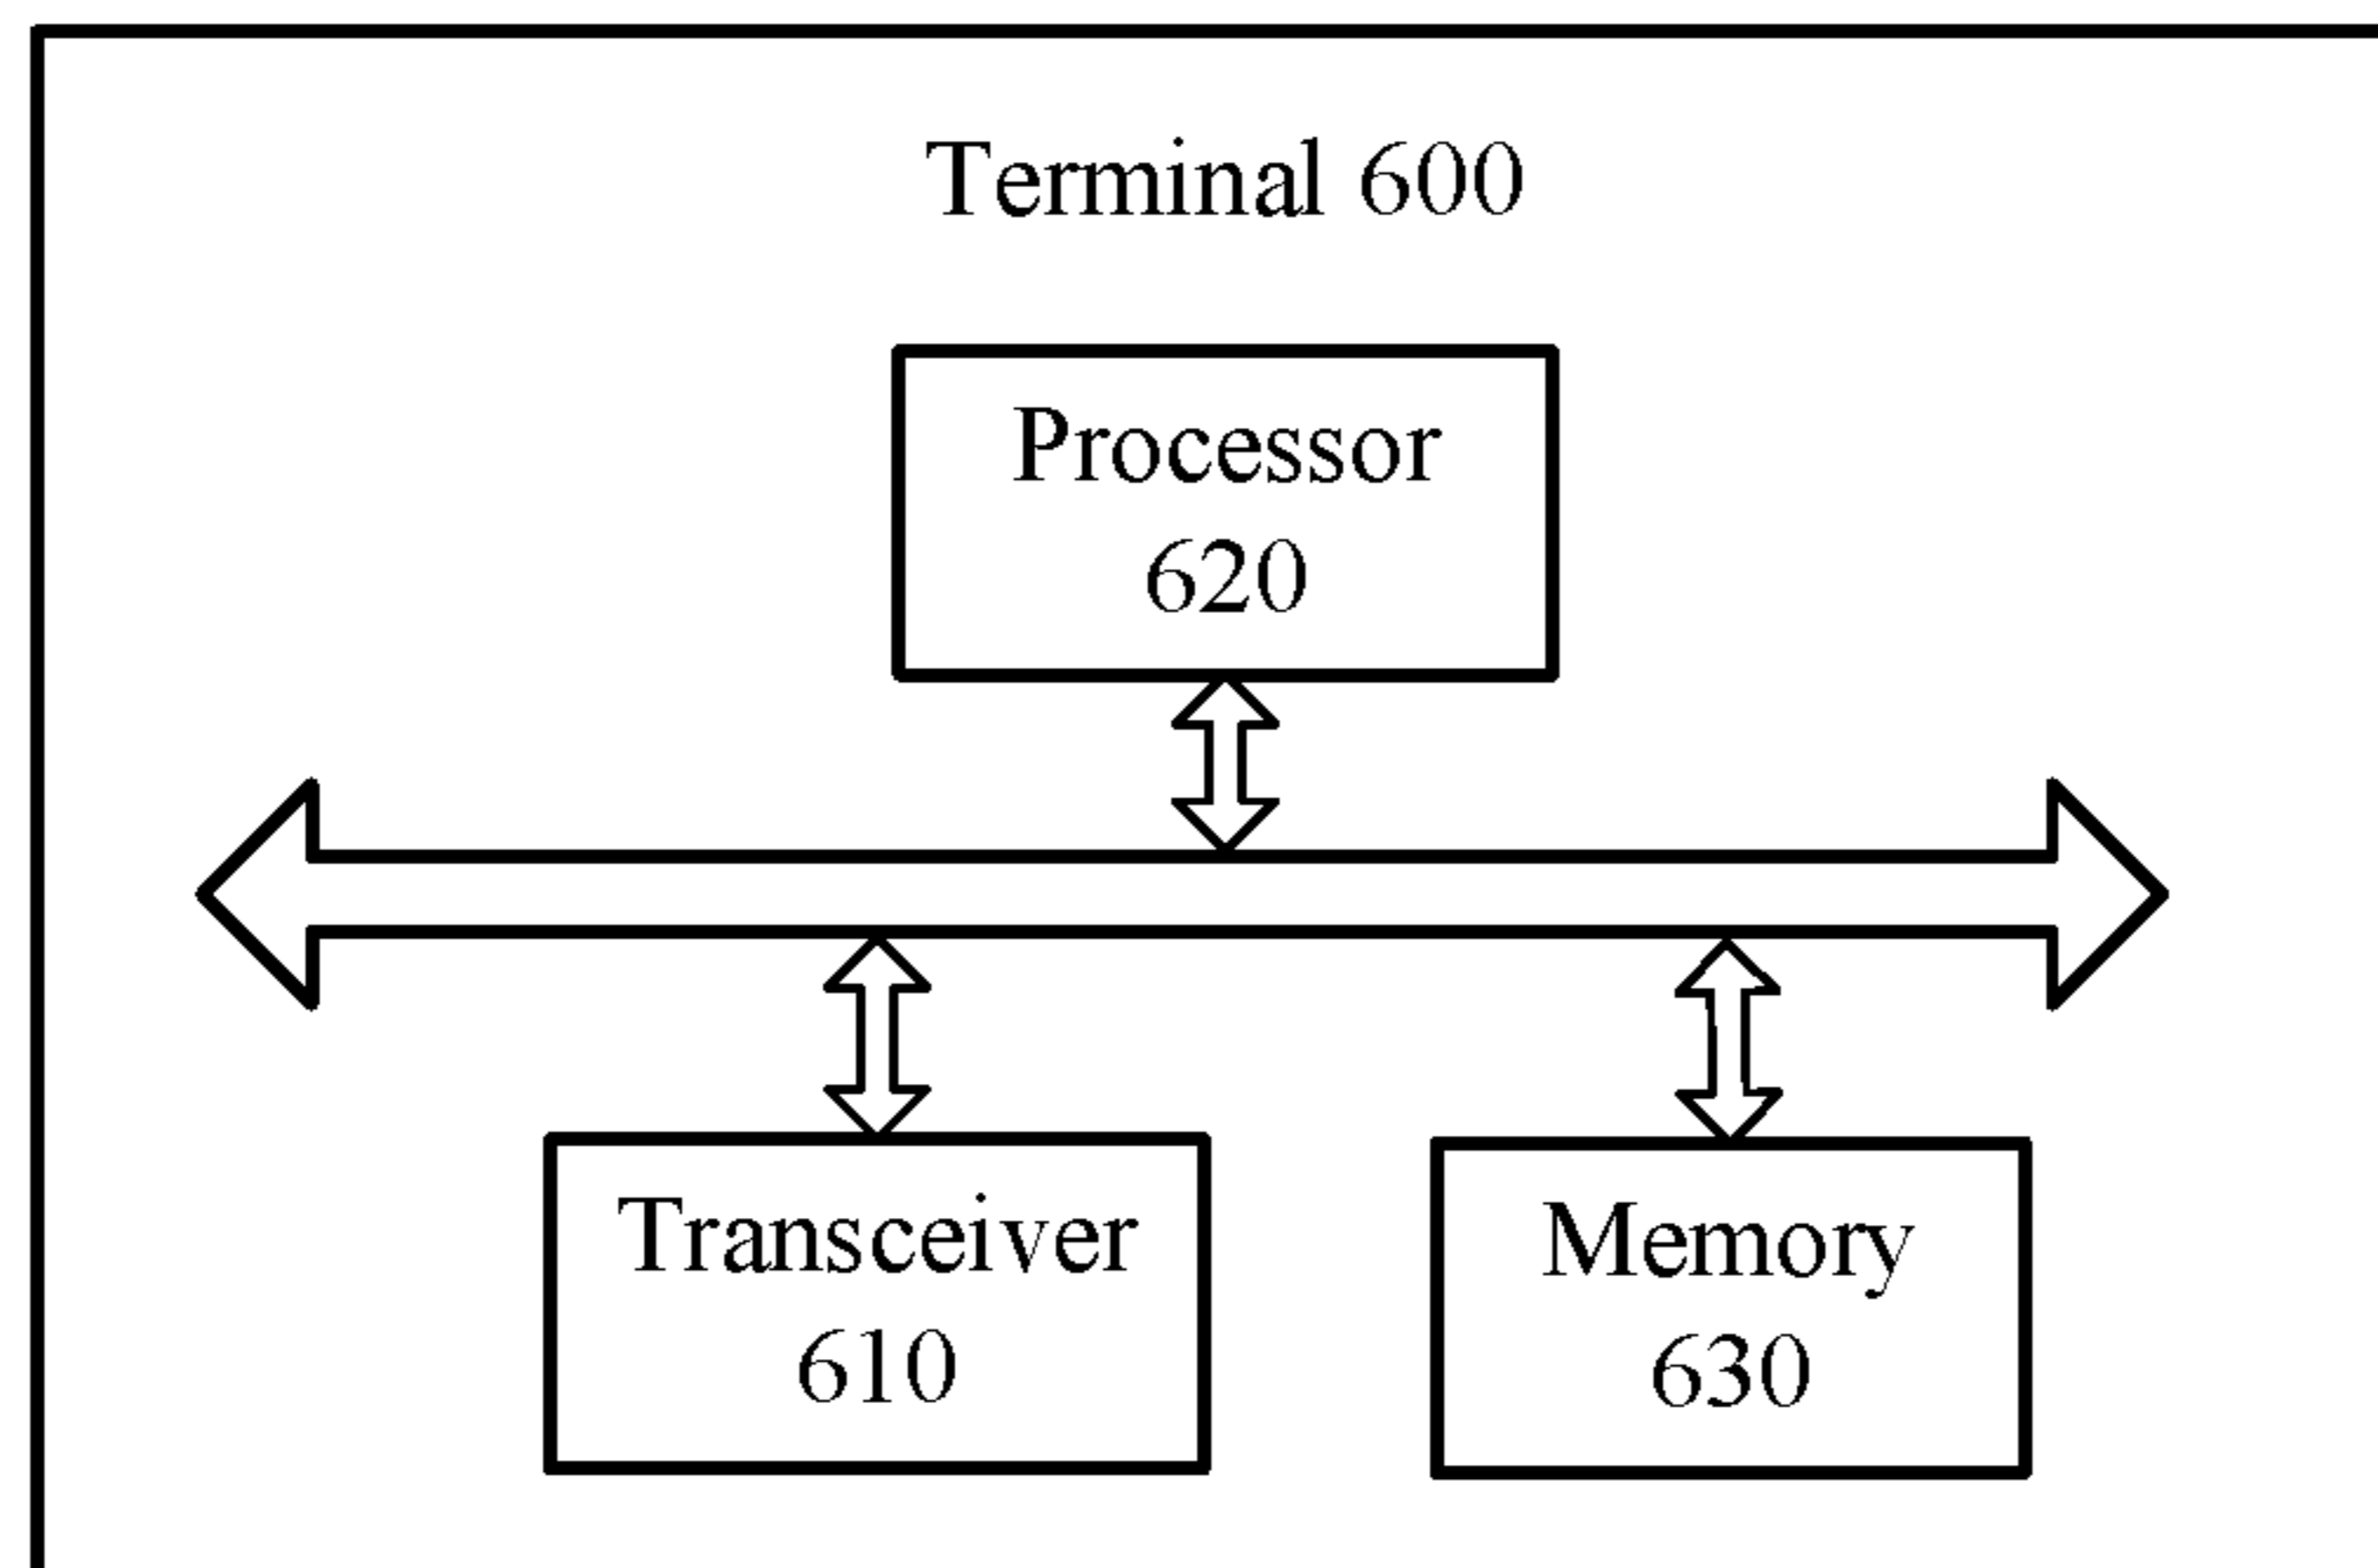 Terminal 600
Processor
620
Transceiver
610
Memory
630